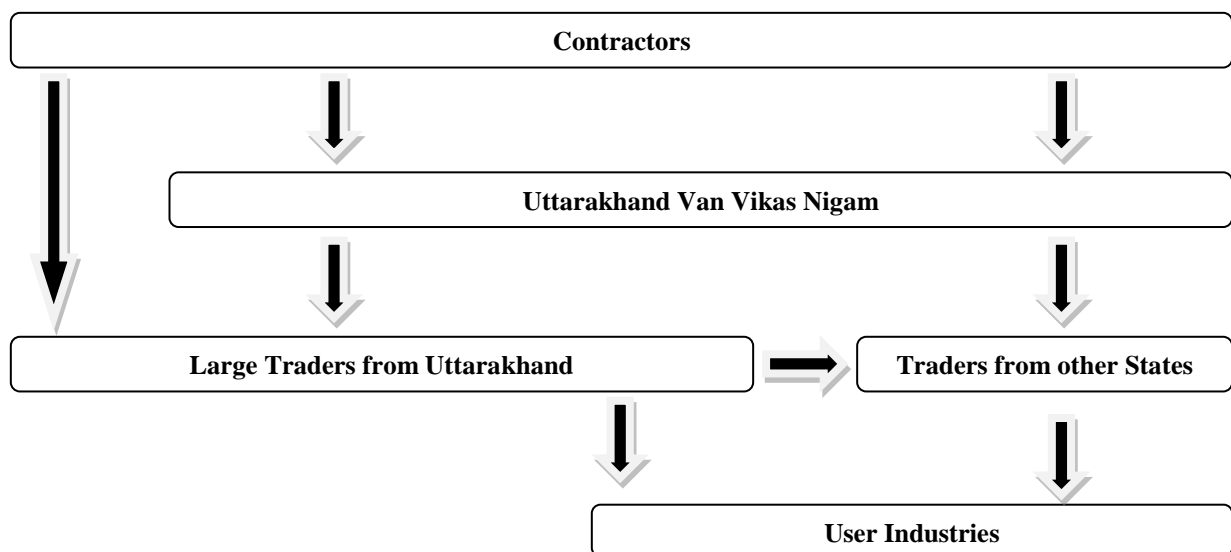 Contractors
Uttarakhand Van Vikas Nigam
Large Traders from Uttarakhand
Traders from other States
User Industries